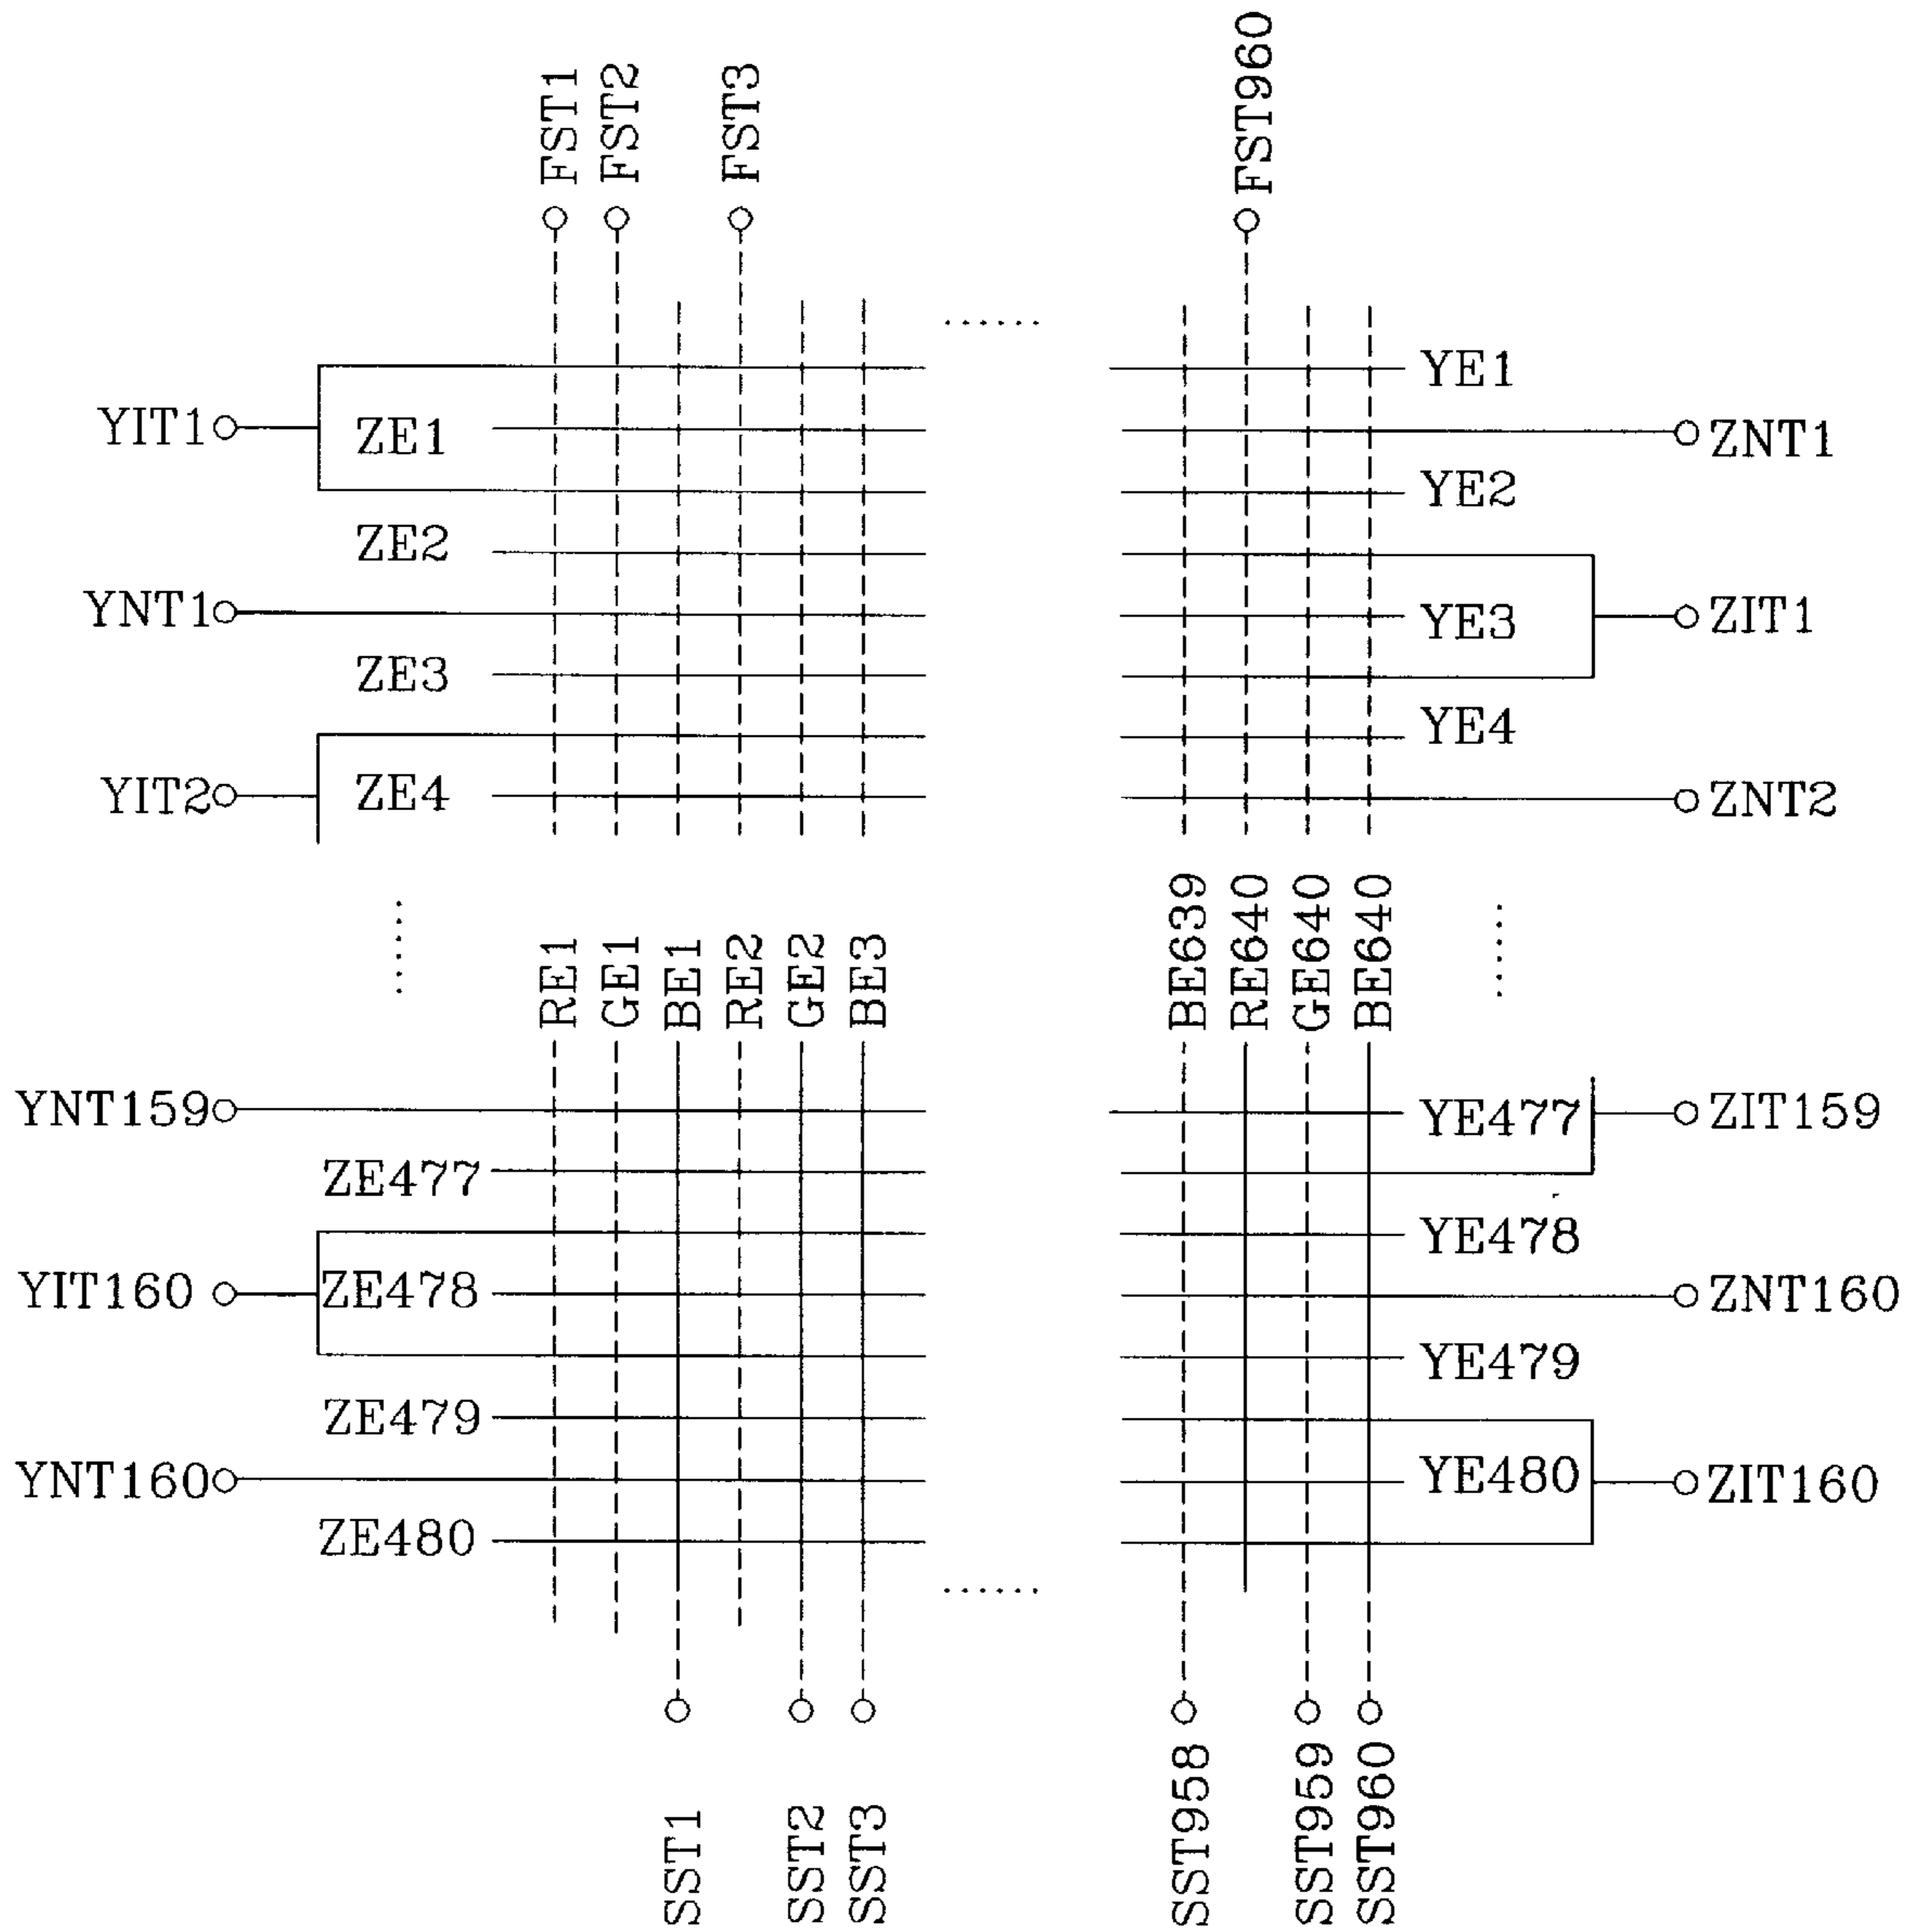 FST1
FST2
FST3
FST960
YE1
YIT1
ZE1
ZNT1
YE2
ZE2
YNT1
YE3
ZIT1
ZE3
YE4
YIT2
ZE4
ZNT2
......
......
RE1
GE1
BE1
RE2
GE2
BE3
BE639
RE640
GE640
BE640
......
......
YNT159
YE477
ZIT159
ZE477
YE478
YIT160
ZE478
ZNT160
YE479
ZE479
YNT160
YE480
ZIT160
ZE480
......
SST1
SST2
SST3
SST958
SST959
SST960